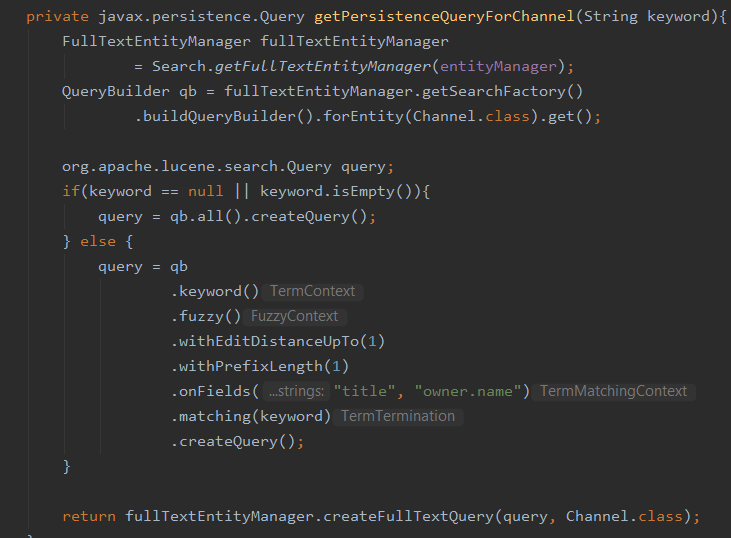 private javax.persistence.Query getPersistenceQueryForChannel(String keyword){
FullTextEntityManager fullTextEntityManager
= Search.getFullTextEntityManager(entityManager);
QueryBuilder qb = fullTextEntityManager.getSearchFactory()
.buildQueryBuilder().forEntity(Channel.class).get();
org.apache.lucene.search.Query query;
if(keyword == null || keyword.isEmpty()){
query = qb.all().createQuery();
} else {
query = qb
.keyword() TermContext
.fuzzy() FuzzyContext
.withEditDistanceUpTo(1)
.withPrefixLength(1)
.onFields( ...strings: "title", "owner.name") TermMatchingContext
.matching(keyword) TermTermination
.createQuery();
}
return fullTextEntityManager.createFullTextQuery(query, Channel.class);
}